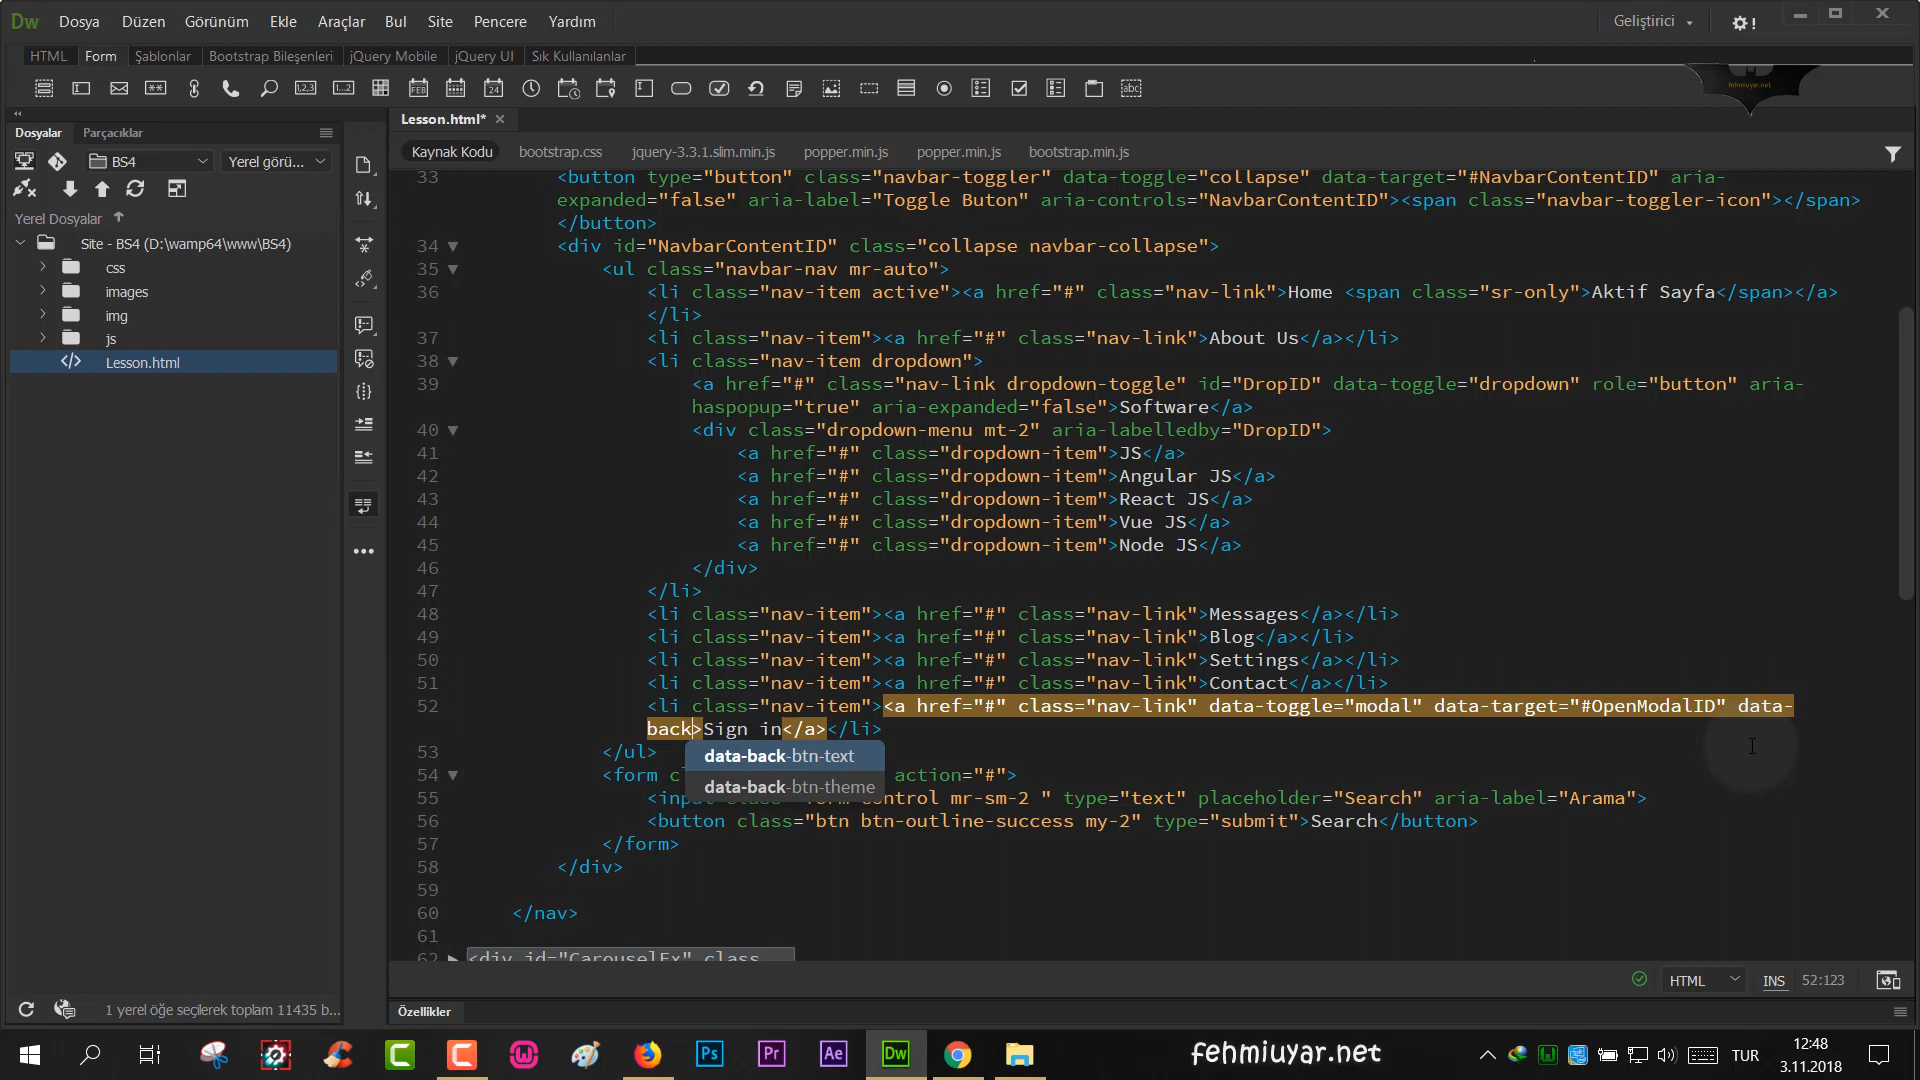 Dw Dosya Düzen Görünüm Ekle Araçlar Bul Site Pencere Yardım Geliştirici
HTML Form Şablonlar Bootstrap Bileşenleri jQuery Mobile jQuery UI Sık Kullanılanlar
fehmiuyar.net
Lesson.html*
Dosyalar Parçacıklar
Kaynak Kodu bootstrap.css jquery-3.3.1.slim.min.js popper.min.js popper.min.js bootstrap.min.js
BS4 Yerel görü...
Yerel Dosyalar
Site - BS4 (D:\wamp64\www\BS4)
css
images
img
js
Lesson.html
33 <button type="button" class="navbar-toggler" data-toggle="collapse" data-target="#NavbarContentID" aria-
expanded="false" aria-label="Toggle Buton" aria-controls="NavbarContentID"><span class="navbar-toggler-icon"></span>
</button>
34 <div id="NavbarContentID" class="collapse navbar-collapse">
35 <ul class="navbar-nav mr-auto">
36 <li class="nav-item active"><a href="#" class="nav-link">Home <span class="sr-only">Aktif Sayfa</span></a>
</li>
37 <li class="nav-item"><a href="#" class="nav-link">About Us</a></li>
38 <li class="nav-item dropdown">
39 <a href="#" class="nav-link dropdown-toggle" id="DropID" data-toggle="dropdown" role="button" aria-
haspopup="true" aria-expanded="false">Software</a>
40 <div class="dropdown-menu mt-2" aria-labelledby="DropID">
41 <a href="#" class="dropdown-item">JS</a>
42 <a href="#" class="dropdown-item">Angular JS</a>
43 <a href="#" class="dropdown-item">React JS</a>
44 <a href="#" class="dropdown-item">Vue JS</a>
45 <a href="#" class="dropdown-item">Node JS</a>
46 </div>
47 </li>
48 <li class="nav-item"><a href="#" class="nav-link">Messages</a></li>
49 <li class="nav-item"><a href="#" class="nav-link">Blog</a></li>
50 <li class="nav-item"><a href="#" class="nav-link">Settings</a></li>
51 <li class="nav-item"><a href="#" class="nav-link">Contact</a></li>
52 <li class="nav-item"><a href="#" class="nav-link" data-toggle="modal" data-target="#OpenModalID" data-
back>Sign in</a></li>
53 </ul>
data-back-btn-text
54 <form c action="#">
data-back-btn-theme
55 <input control mr-sm-2 " type="text" placeholder="Search" aria-label="Arama">
56 <button class="btn btn-outline-success my-2" type="submit">Search</button>
57 </form>
58 </div>
59
60 </nav>
61
62 <div id="CarouselEx" class
HTML INS 52:123
1 yerel öğe seçilerek toplam 11435 b...
Özellikler
Ps Pr Ae Dw
fehmiuyar.net
TUR
12:48
3.11.2018